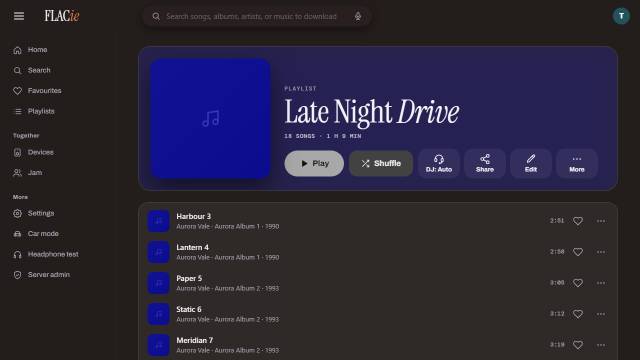 FLACie
Search songs, albums, artists, or music to download
T
Home
Search
Favourites
Playlists
Together
Devices
Jam
More
Settings
Car mode
Headphone test
Server admin
PLAYLIST
Late Night Drive
18 SONGS · 1 H 9 MIN
Play
Shuffle
DJ: Auto
Share
Edit
More
Harbour 3
Aurora Vale · Aurora Album 1 · 1990
2:51
Lantern 4
Aurora Vale · Aurora Album 1 · 1990
2:58
Paper 5
Aurora Vale · Aurora Album 2 · 1993
3:05
Static 6
Aurora Vale · Aurora Album 2 · 1993
3:12
Meridian 7
Aurora Vale · Aurora Album 2 · 1993
3:19